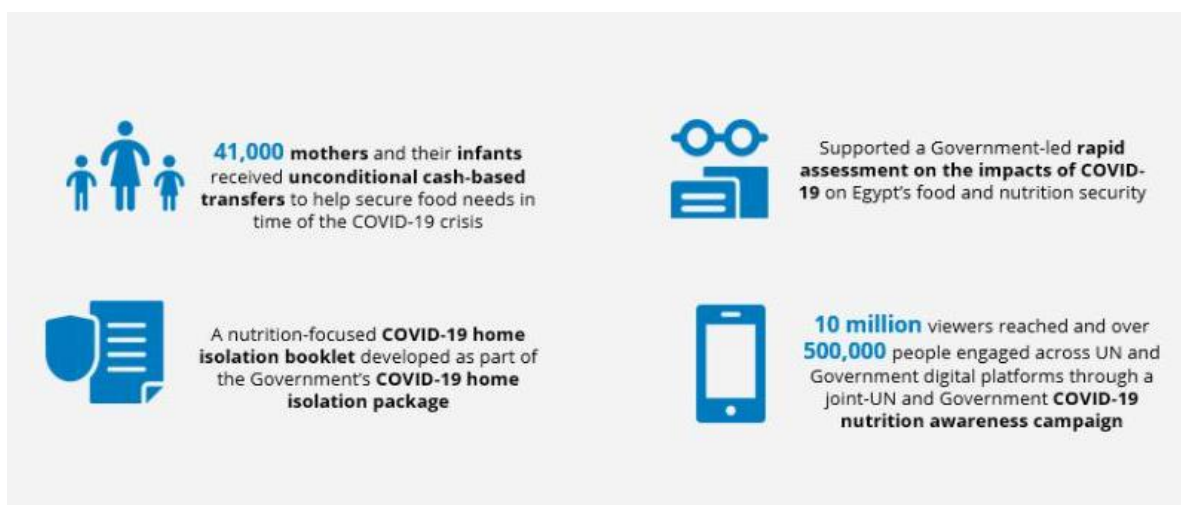 41,000 mothers and their infants
received unconditional cash-based
transfers to help secure food needs in
time of the COVID-19 crisis
Supported a Government-led rapid
assessment on the impacts of COVID-
19 on Egypt's food and nutrition security
A nutrition-focused COVID-19 home
isolation booklet developed as part of
the Government's COVID-19 home
isolation package
10 million viewers reached and over
500,000 people engaged across UN and
Government digital platforms through a
joint-UN and Government COVID-19
nutrition awareness campaign